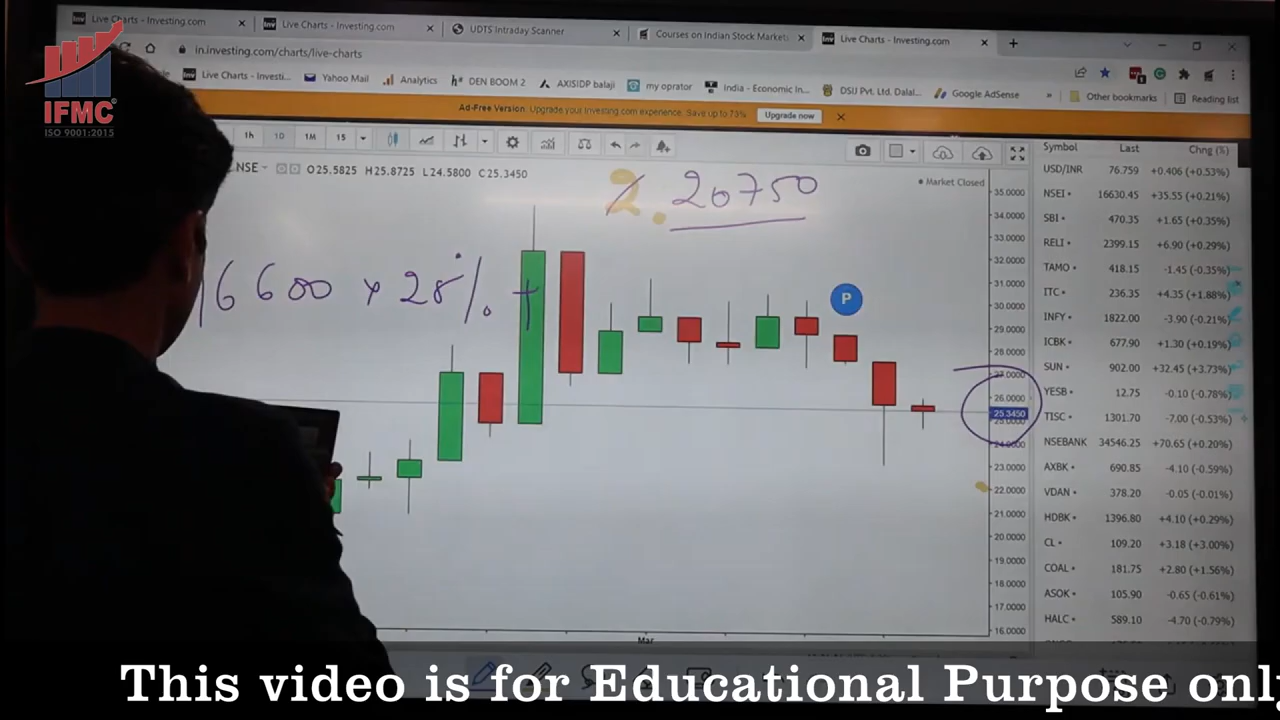 Live Charts - Investing.com
Live Charts - Investing.com
UDTS Intraday Scanner
Courses on Indian Stock Markets
Live Charts - Investing.com
in.investing.com/charts/live-charts
Live Charts - Investi...
Yahoo Mail
Analytics
DEN BOOM 2
AXISIDP balaji
my oprator
India - Economic In...
DSIJ Pvt. Ltd. Dalal...
Google AdSense
»
Other bookmarks
Reading list
Ad-Free Version: Upgrade your Investing.com experience. Save up to 73%
Upgrade now
IFMC
ISO 9001:2015
1h 1D 1M 15
NSE O25.5825 H25.8725 L24.5800 C25.3450
Market Closed
20750
16600 × 25% +
P
35.0000
34.0000
33.0000
32.0000
31.0000
30.0000
29.0000
28.0000
27.0000
26.0000
25.3450
25.0000
24.0000
23.0000
22.0000
21.0000
20.0000
19.0000
18.0000
17.0000
16.0000
Mar
Symbol Last Chng (%)
USD/INR 76.759 +0.406 (+0.53%)
NSEI 16630.45 +35.55 (+0.21%)
SBI 470.35 +1.65 (+0.35%)
RELI 2399.15 +6.90 (+0.29%)
TAMO 418.15 -1.45 (-0.35%)
ITC 236.35 +4.35 (+1.88%)
INFY 1822.00 -3.90 (-0.21%)
ICBK 677.90 +1.30 (+0.19%)
SUN 902.00 +32.45 (+3.73%)
YESB 12.75 -0.10 (-0.78%)
TISC 1301.70 -7.00 (-0.53%)
NSEBANK 34546.25 +70.65 (+0.20%)
AXBK 690.85 -4.10 (-0.59%)
VDAN 378.20 -0.05 (-0.01%)
HDBK 1396.80 +4.10 (+0.29%)
CL 109.20 +3.18 (+3.00%)
COAL 181.75 +2.80 (+1.56%)
ASOK 105.90 -0.65 (-0.61%)
HALC 589.10 -4.70 (-0.79%)
This video is for Educational Purpose only